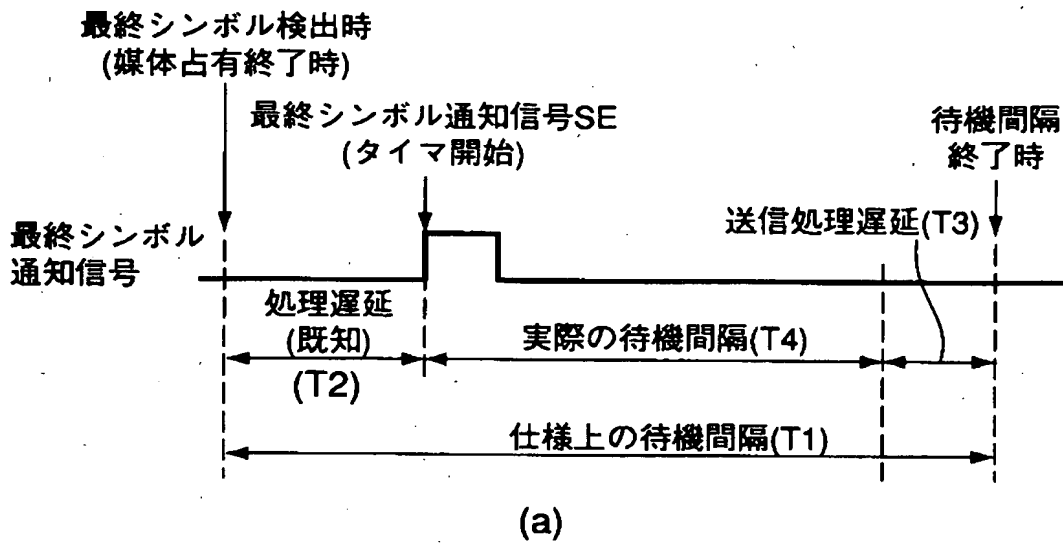 最終シンボル検出時
(媒体占有終了時)
最終シンボル通知信号SE
(タイマ開始)
待機間隔
終了時
送信処理遅延(T3)
最終シンボル
通知信号
処理遅延
(既知)
(T2)
実際の待機間隔(T4)
仕様上の待機間隔(T1)
(a)